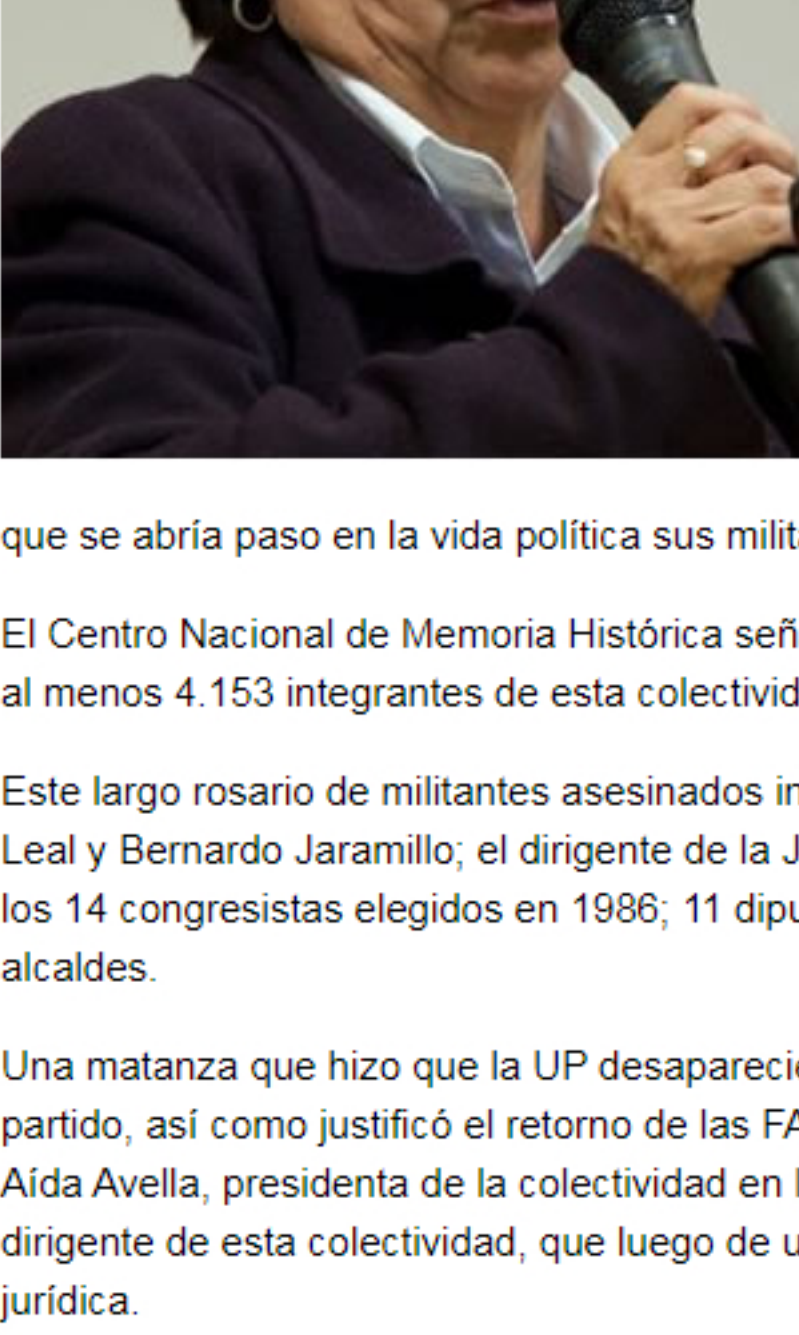 que se abría paso en la vida política sus milit
El Centro Nacional de Memoria Histórica señ
al menos 4.153 integrantes de esta colectivid
Este largo rosario de militantes asesinados in
Leal y Bernardo Jaramillo; el dirigente de la J
los 14 congresistas elegidos en 1986; 11 dipu
alcaldes.
Una matanza que hizo que la UP desapareci
partido, así como justificó el retorno de las FA
Aída Avella, presidenta de la colectividad en
dirigente de esta colectividad, que luego de u
jurídica.